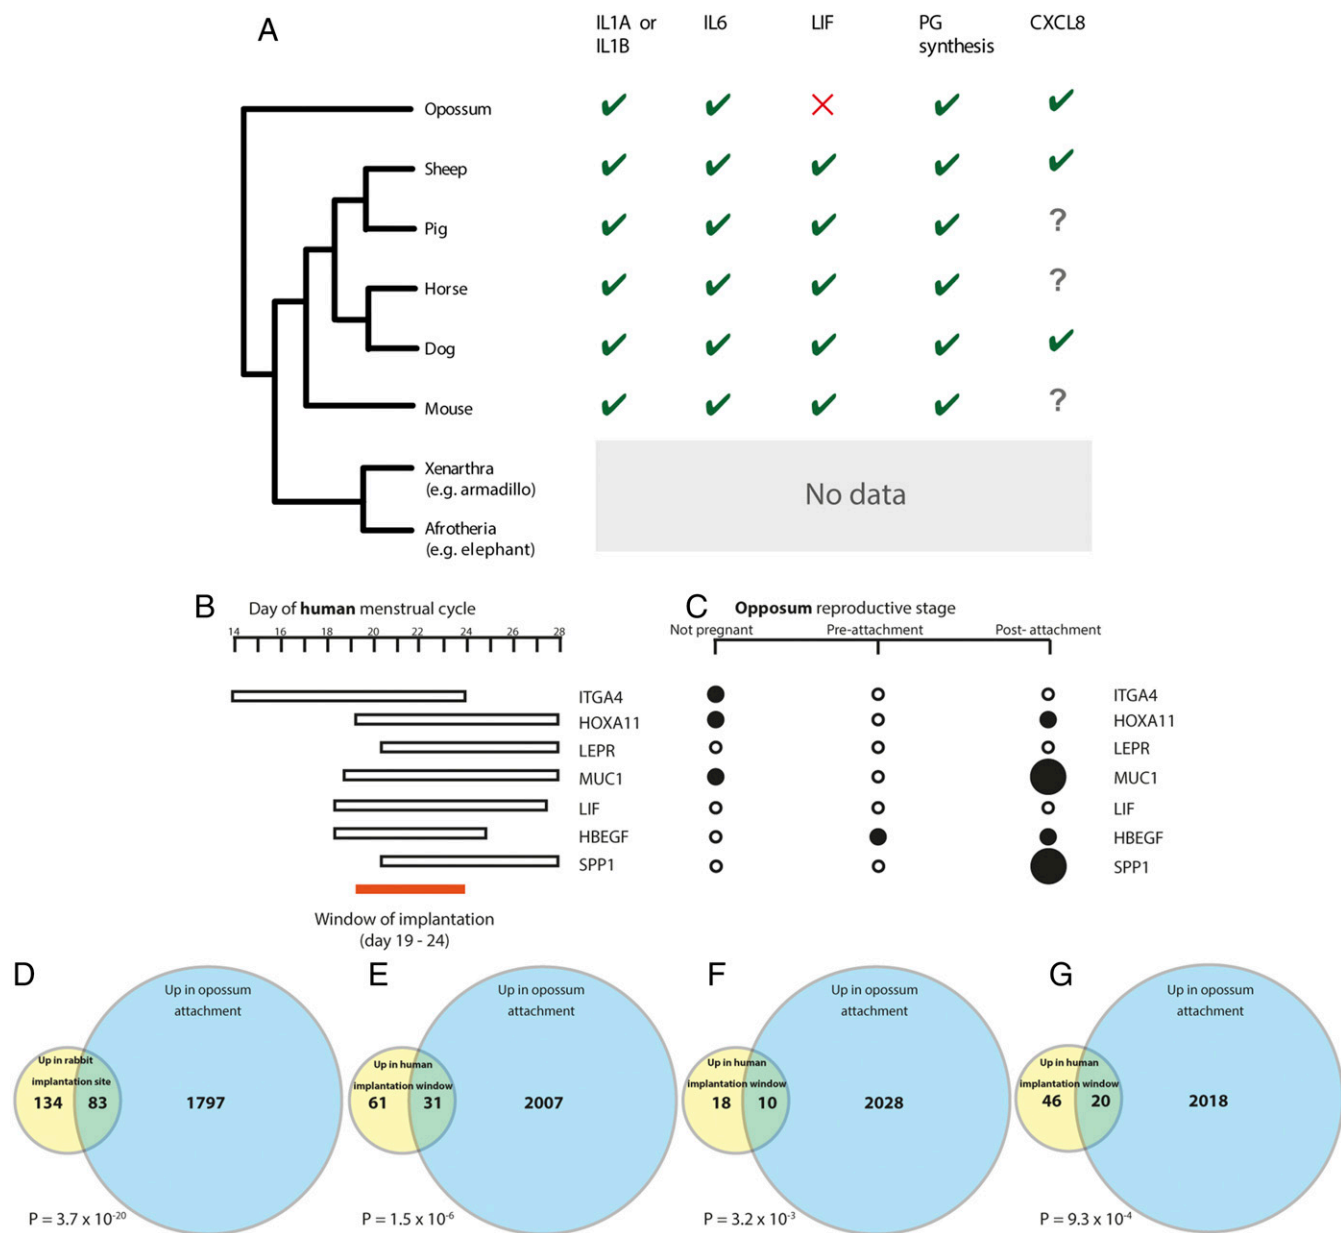 A
IL1A or
IL1B
IL6
LIF
PG
synthesis
CXCL8
Opossum
Sheep
Pig
?
Horse
?
Dog
Mouse
?
Xenarthra
(e.g. armadillo)
Afrotheria
(e.g. elephant)
No data
B
Day of human menstrual cycle
14 16 18 20 22 24 26 28
ITGA4
HOXA11
LEPR
MUC1
LIF
HBEGF
SPP1
Window of implantation
(day 19 - 24)
C
Opposum reproductive stage
Not pregnant
Pre-attachment
Post- attachment
ITGA4
HOXA11
LEPR
MUC1
LIF
HBEGF
SPP1
D
Up in opossum
attachment
Up in rabbit
implantation site
134 83 1797
P = 3.7 x 10⁻²⁰
E
Up in opossum
attachment
Up in human
implantation window
61 31 2007
P = 1.5 x 10⁻⁶
F
Up in opossum
attachment
Up in human
implantation window
18 10 2028
P = 3.2 x 10⁻³
G
Up in opossum
attachment
Up in human
implantation window
46 20 2018
P = 9.3 x 10⁻⁴